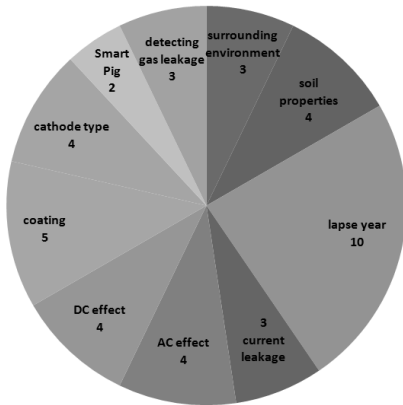 surrounding
environment
3
soil
properties
4
lapse year
10
3
current
leakage
AC effect
4
DC effect
4
coating
5
cathode type
4
Smart
Pig
2
detecting
gas leakage
3